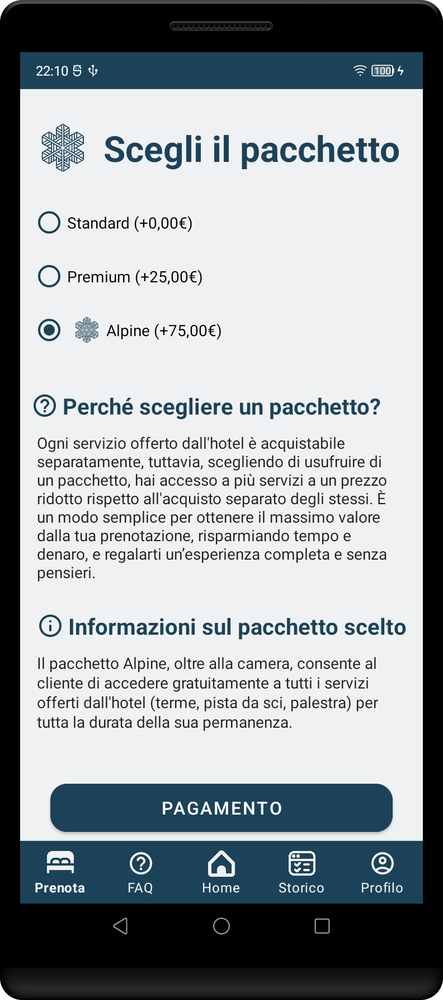 22:10
100
Scegli il pacchetto
Standard (+0,00€)
Premium (+25,00€)
Alpine (+75,00€)
Perché scegliere un pacchetto?
Ogni servizio offerto dall'hotel è acquistabile
separatamente, tuttavia, scegliendo di usufruire di
un pacchetto, hai accesso a più servizi a un prezzo
ridotto rispetto all'acquisto separato degli stessi. È
un modo semplice per ottenere il massimo valore
dalla tua prenotazione, risparmiando tempo e
denaro, e regalarti un’esperienza completa e senza
pensieri.
Informazioni sul pacchetto scelto
Il pacchetto Alpine, oltre alla camera, consente al
cliente di accedere gratuitamente a tutti i servizi
offerti dall'hotel (terme, pista da sci, palestra) per
tutta la durata della sua permanenza.
PAGAMENTO
Prenota FAQ Home Storico Profilo